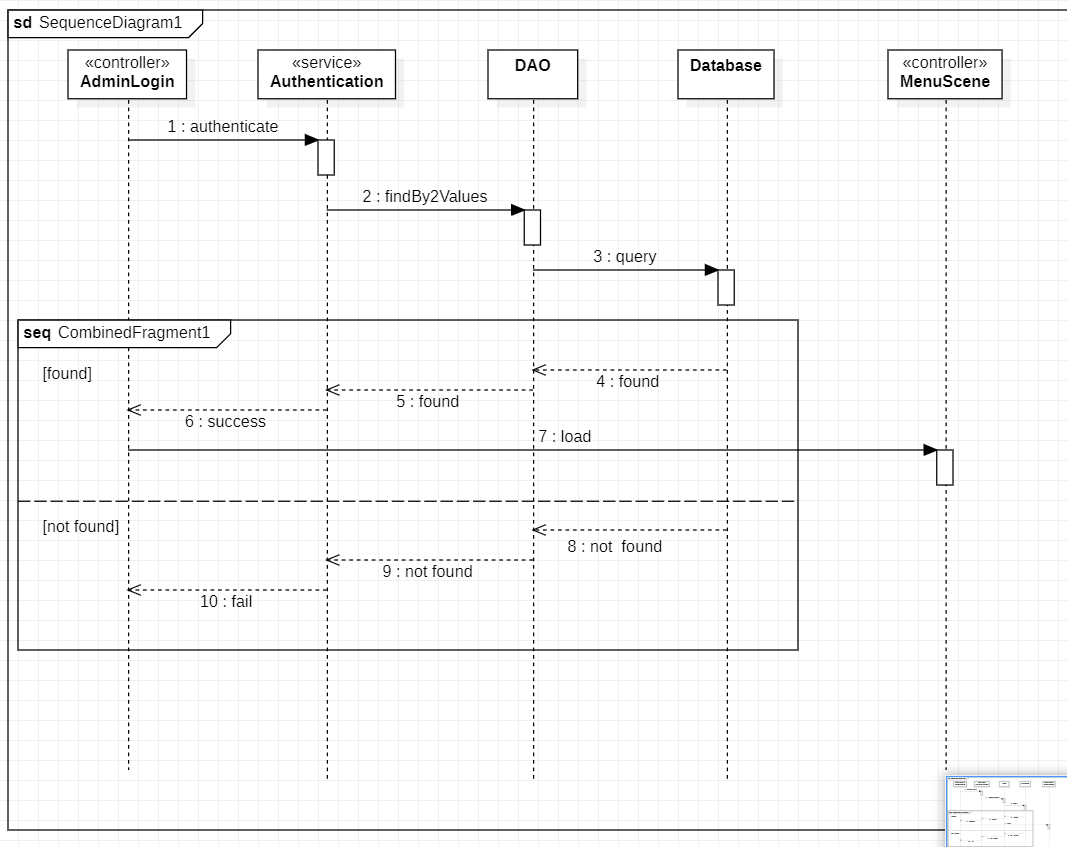 sd SequenceDiagram1
«controller»
AdminLogin
«service»
Authentication
DAO
Database
«controller»
MenuScene
1 : authenticate
2 : findBy2Values
3 : query
seq CombinedFragment1
[found]
4 : found
5 : found
6 : success
7 : load
[not found]
8 : not  found
9 : not found
10 : fail